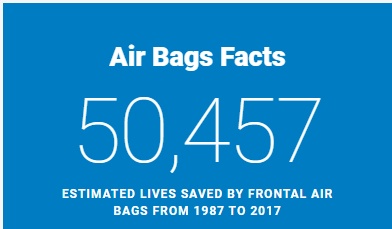 Air Bags Facts
50,457
ESTIMATED LIVES SAVED BY FRONTAL AIR
BAGS FROM 1987 TO 2017